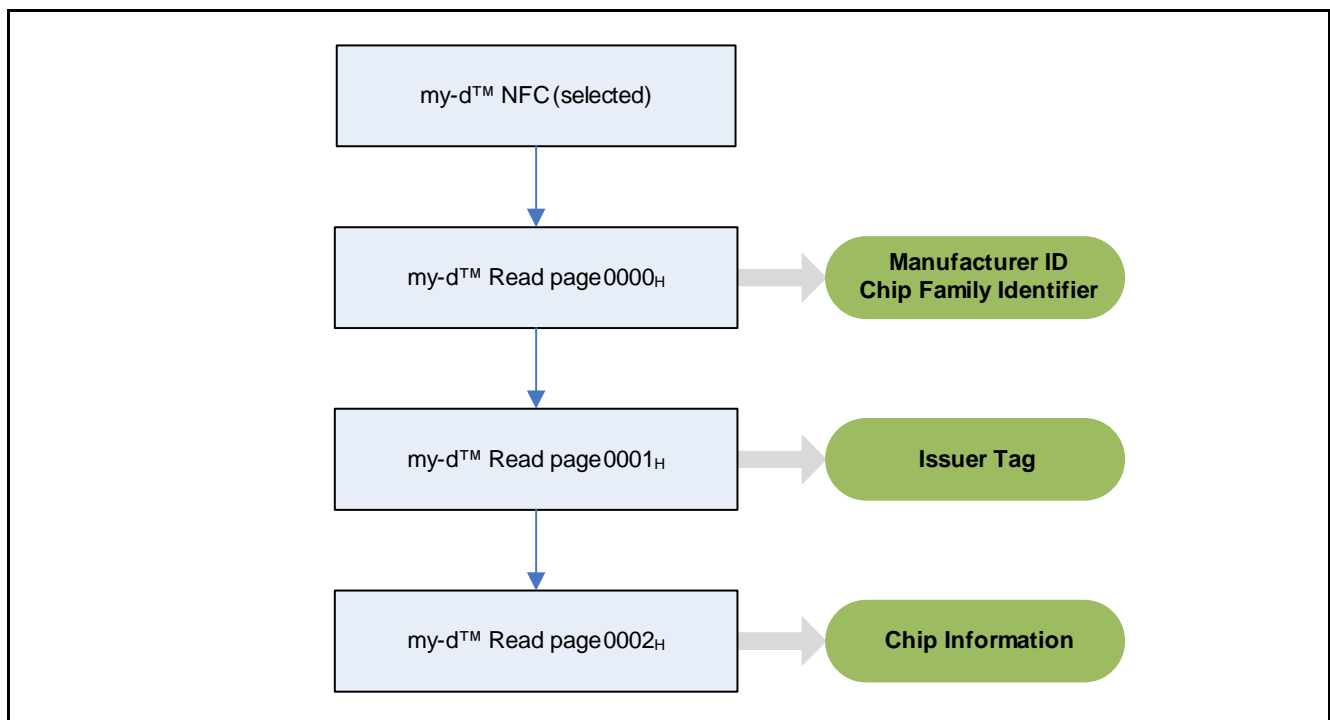 my-d™ NFC (selected)
my-d™ Read page 0000H
Manufacturer ID
Chip Family Identifier
my-d™ Read page 0001H
Issuer Tag
my-d™ Read page 0002H
Chip Information